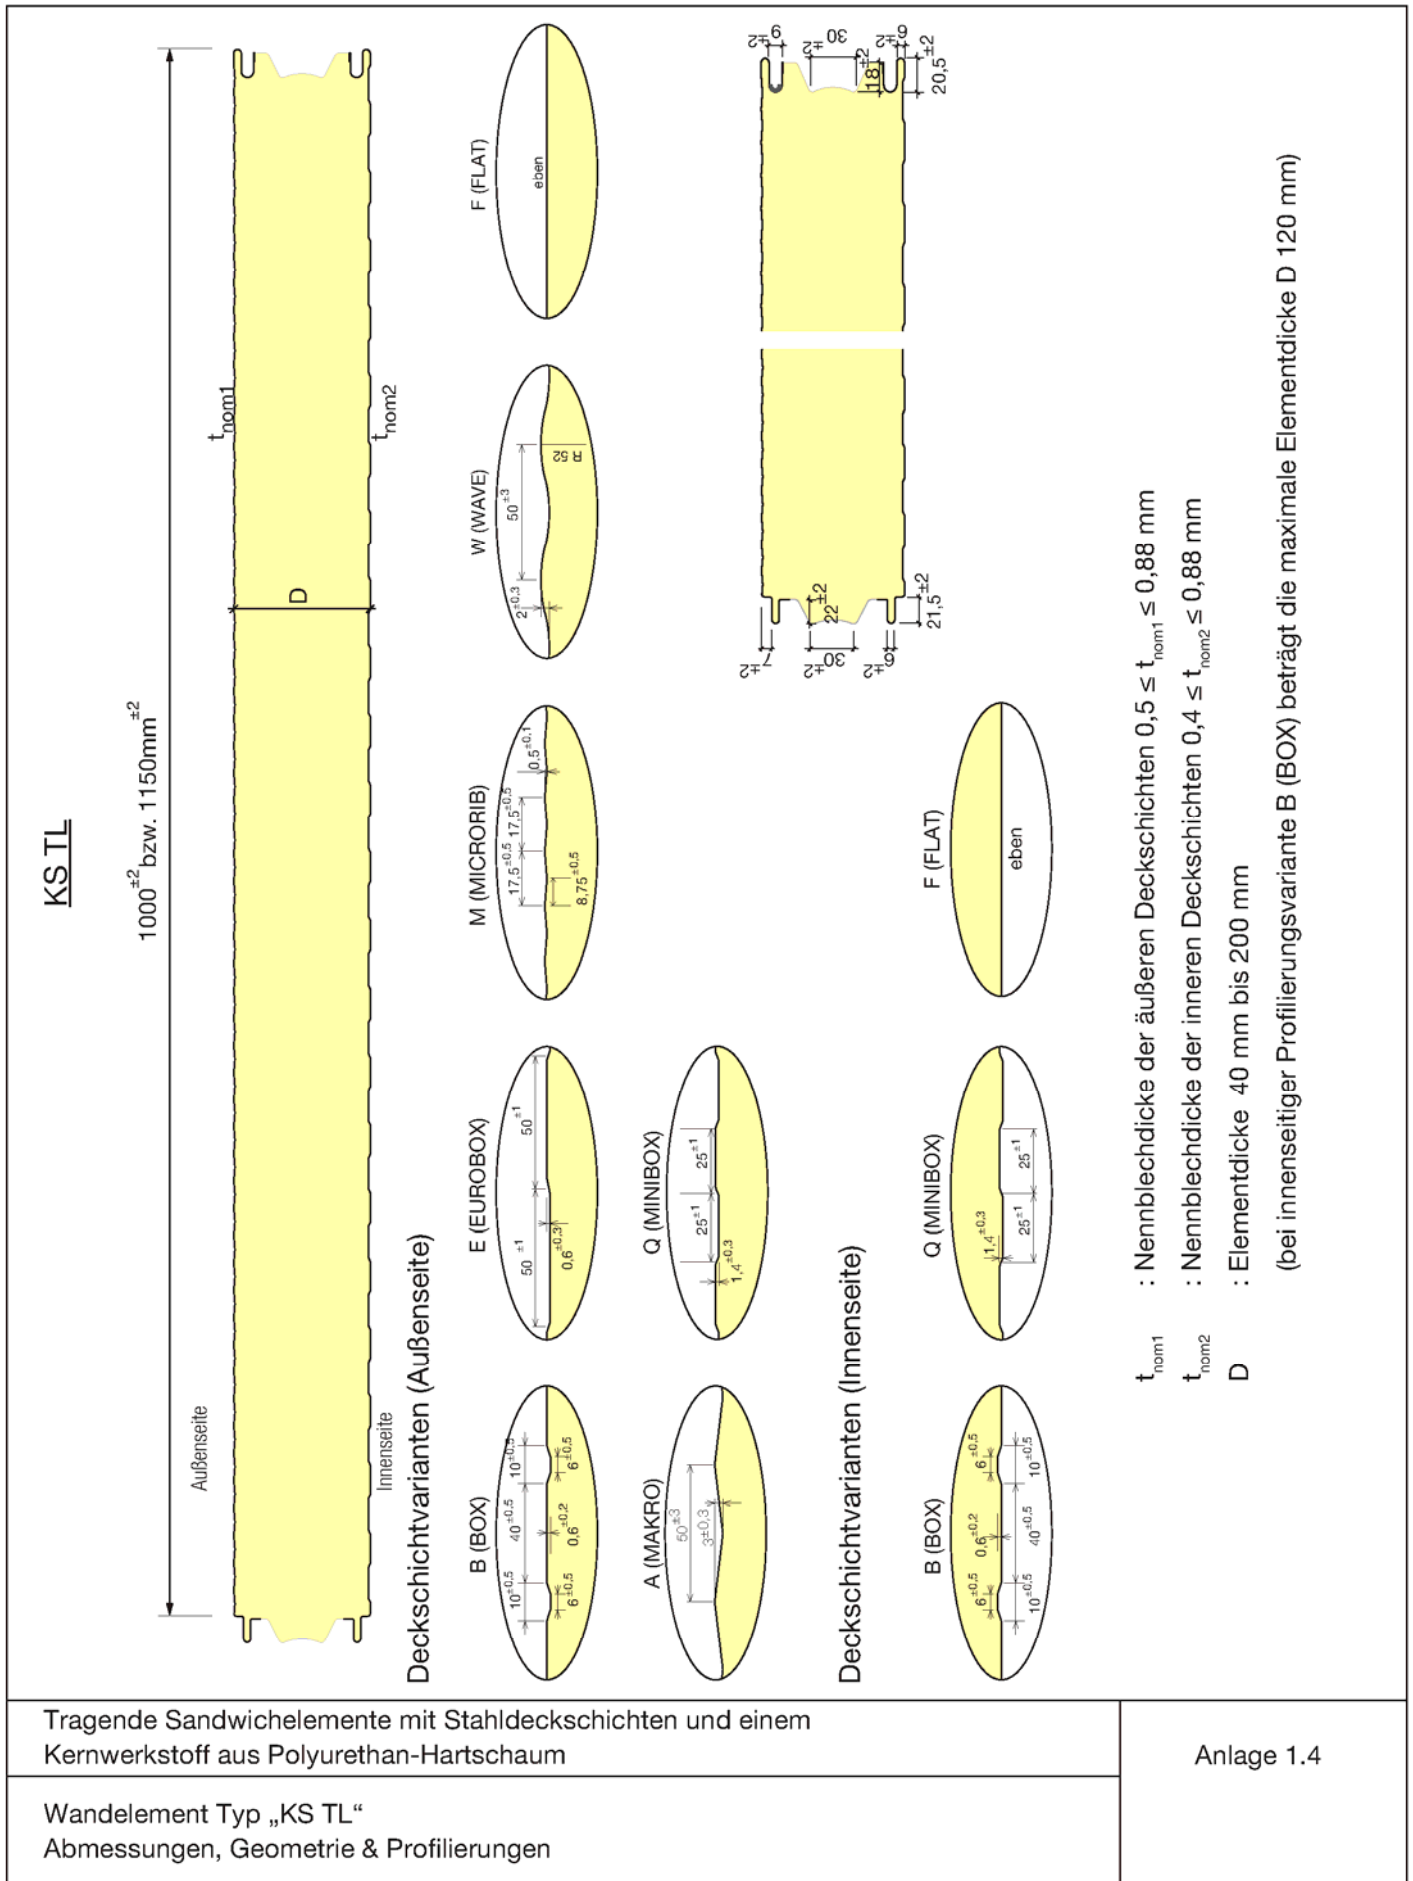 KS TL
1000±2 bzw. 1150mm±2
Außenseite
tnom1
D
Innenseite
tnom2
Deckschichtvarianten (Außenseite)
B (BOX)
10±0,5
40±0,5
10±0,5
6±0,5
0,6±0,2
6±0,5
E (EUROBOX)
50±1
50±1
0,6±0,3
M (MICRORIB)
17,5±0,5
17,5±0,5
0,5±0,1
8,75±0,5
W (WAVE)
2±0,3
50±3
R 52
F (FLAT)
eben
A (MAKRO)
50±3
3±0,3
Q (MINIBOX)
25±1
25±1
1,4±0,3
7±2
30±2
6±2
22±2
21,5±2
9±2
30±2
18±2
6±2
20,5±2
Deckschichtvarianten (Innenseite)
B (BOX)
6±0,5
0,6±0,2
6±0,5
10±0,5
40±0,5
10±0,5
Q (MINIBOX)
1,4±0,3
25±1
25±1
F (FLAT)
eben
tnom1 : Nennblechdicke der äußeren Deckschichten 0,5 ≤ tnom1 ≤ 0,88 mm
tnom2 : Nennblechdicke der inneren Deckschichten 0,4 ≤ tnom2 ≤ 0,88 mm
D : Elementdicke 40 mm bis 200 mm
(bei innenseitiger Profilierungsvariante B (BOX) beträgt die maximale Elementdicke D 120 mm)
Tragende Sandwichelemente mit Stahldeckschichten und einem
Kernwerkstoff aus Polyurethan-Hartschaum
Anlage 1.4
Wandelement Typ „KS TL“
Abmessungen, Geometrie & Profilierungen